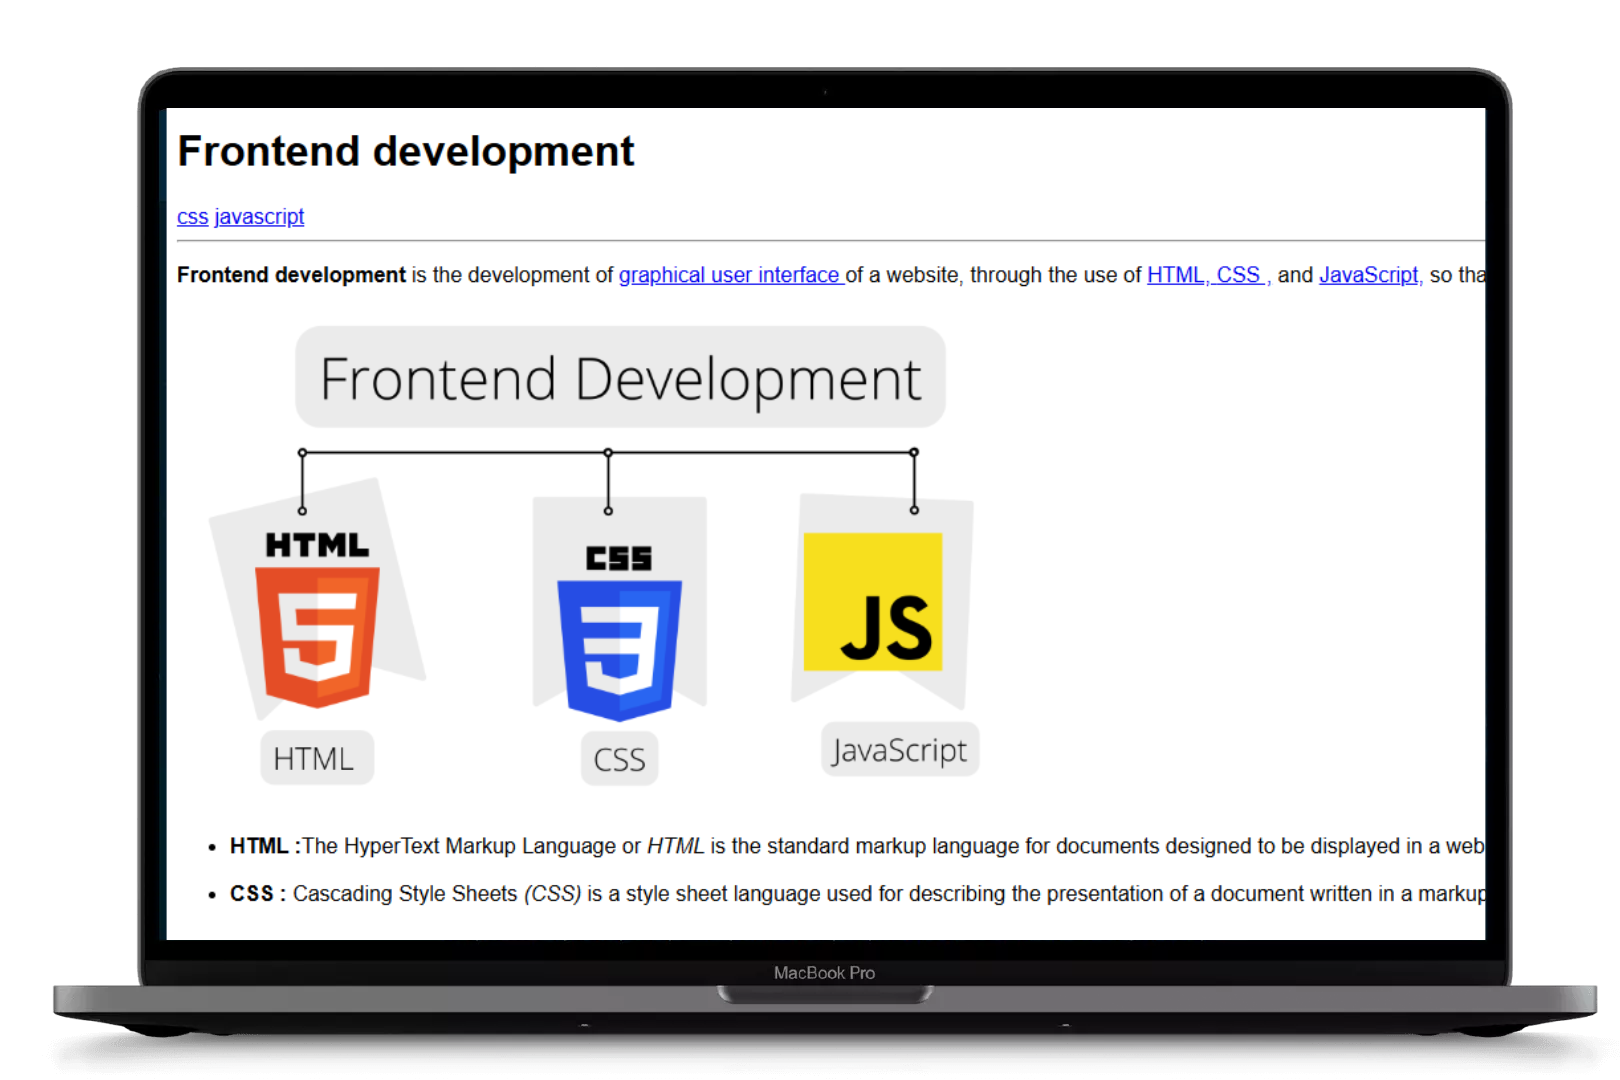 Frontend development
css javascript
Frontend development is the development of graphical user interface of a website, through the use of HTML, CSS , and JavaScript, so tha
Frontend Development
HTML
CSS
JS
HTML
CSS
JavaScript
• HTML :The HyperText Markup Language or HTML is the standard markup language for documents designed to be displayed in a web
• CSS : Cascading Style Sheets (CSS) is a style sheet language used for describing the presentation of a document written in a markup
MacBook Pro